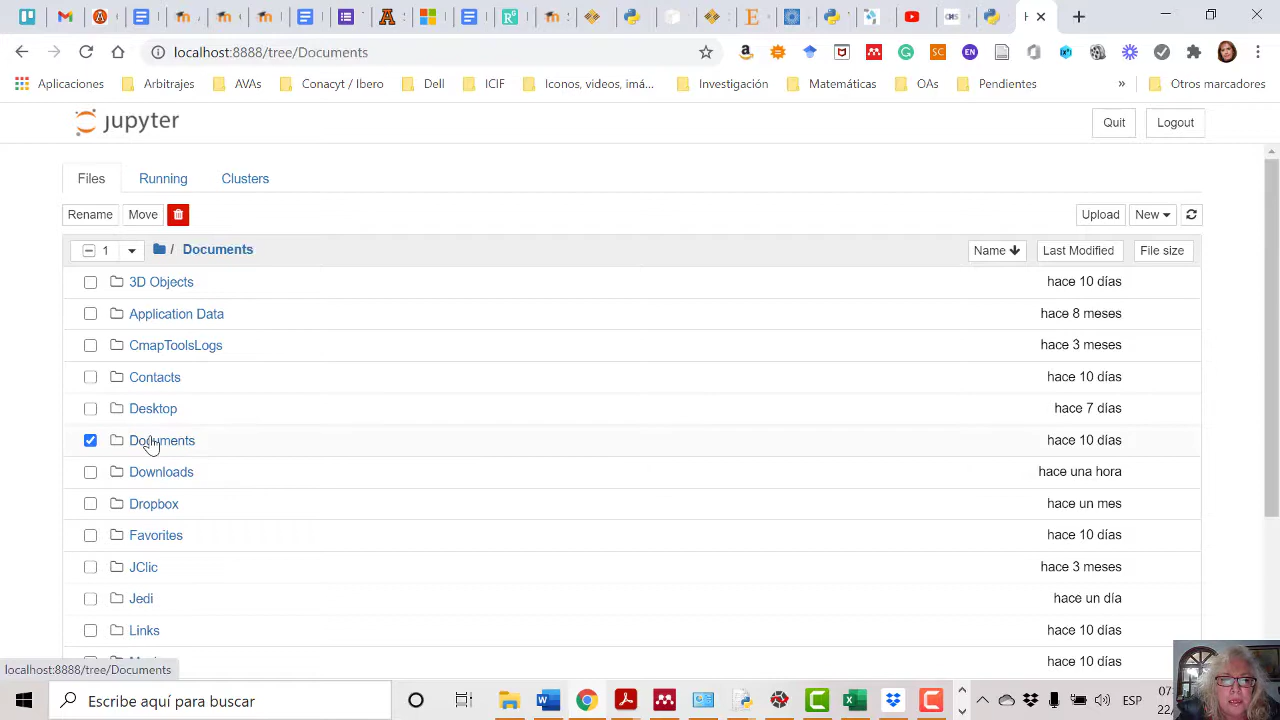 localhost:8888/tree/Documents
Aplicaciones Arbitrajes AVAs Conacyt / Ibero Dell ICIF Iconos, videos, imá... Investigación Matemáticas OAs Pendientes » Otros marcadores
jupyter Quit Logout
Files Running Clusters
Rename Move Upload New
1 / Documents Name Last Modified File size
3D Objects hace 10 días
Application Data hace 8 meses
CmapToolsLogs hace 3 meses
Contacts hace 10 días
Desktop hace 7 días
Documents hace 10 días
Downloads hace una hora
Dropbox hace un mes
Favorites hace 10 días
JClic hace 3 meses
Jedi hace un día
Links hace 10 días
hace 10 días
localhost:8888/tree/Documents
Escribe aquí para buscar ESP